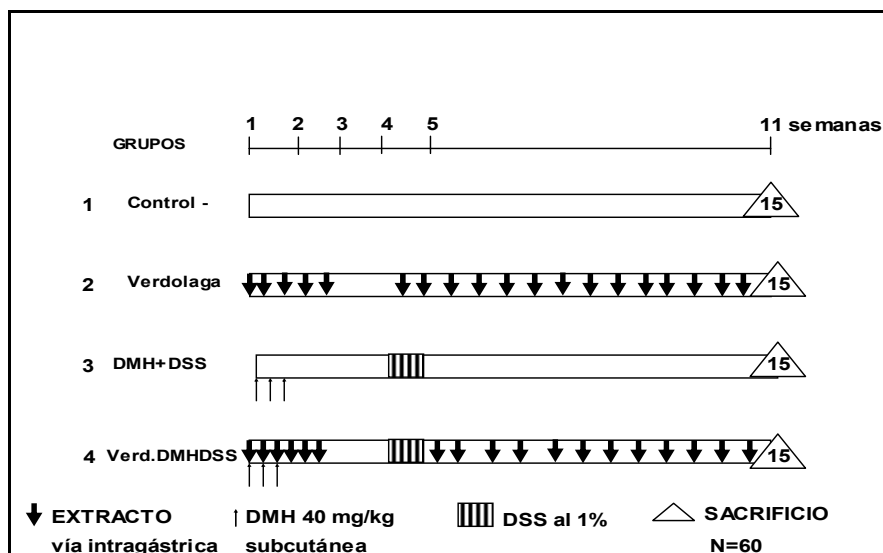 1 2 3 4 5 11 semanas
GRUPOS
1 Control - 15
2 Verdolaga 15
3 DMH+DSS 15
4 Verd.DMHDSS 15
EXTRACTO DMH 40 mg/kg DSS al 1% SACRIFICIO
vía intragástrica subcutánea N=60